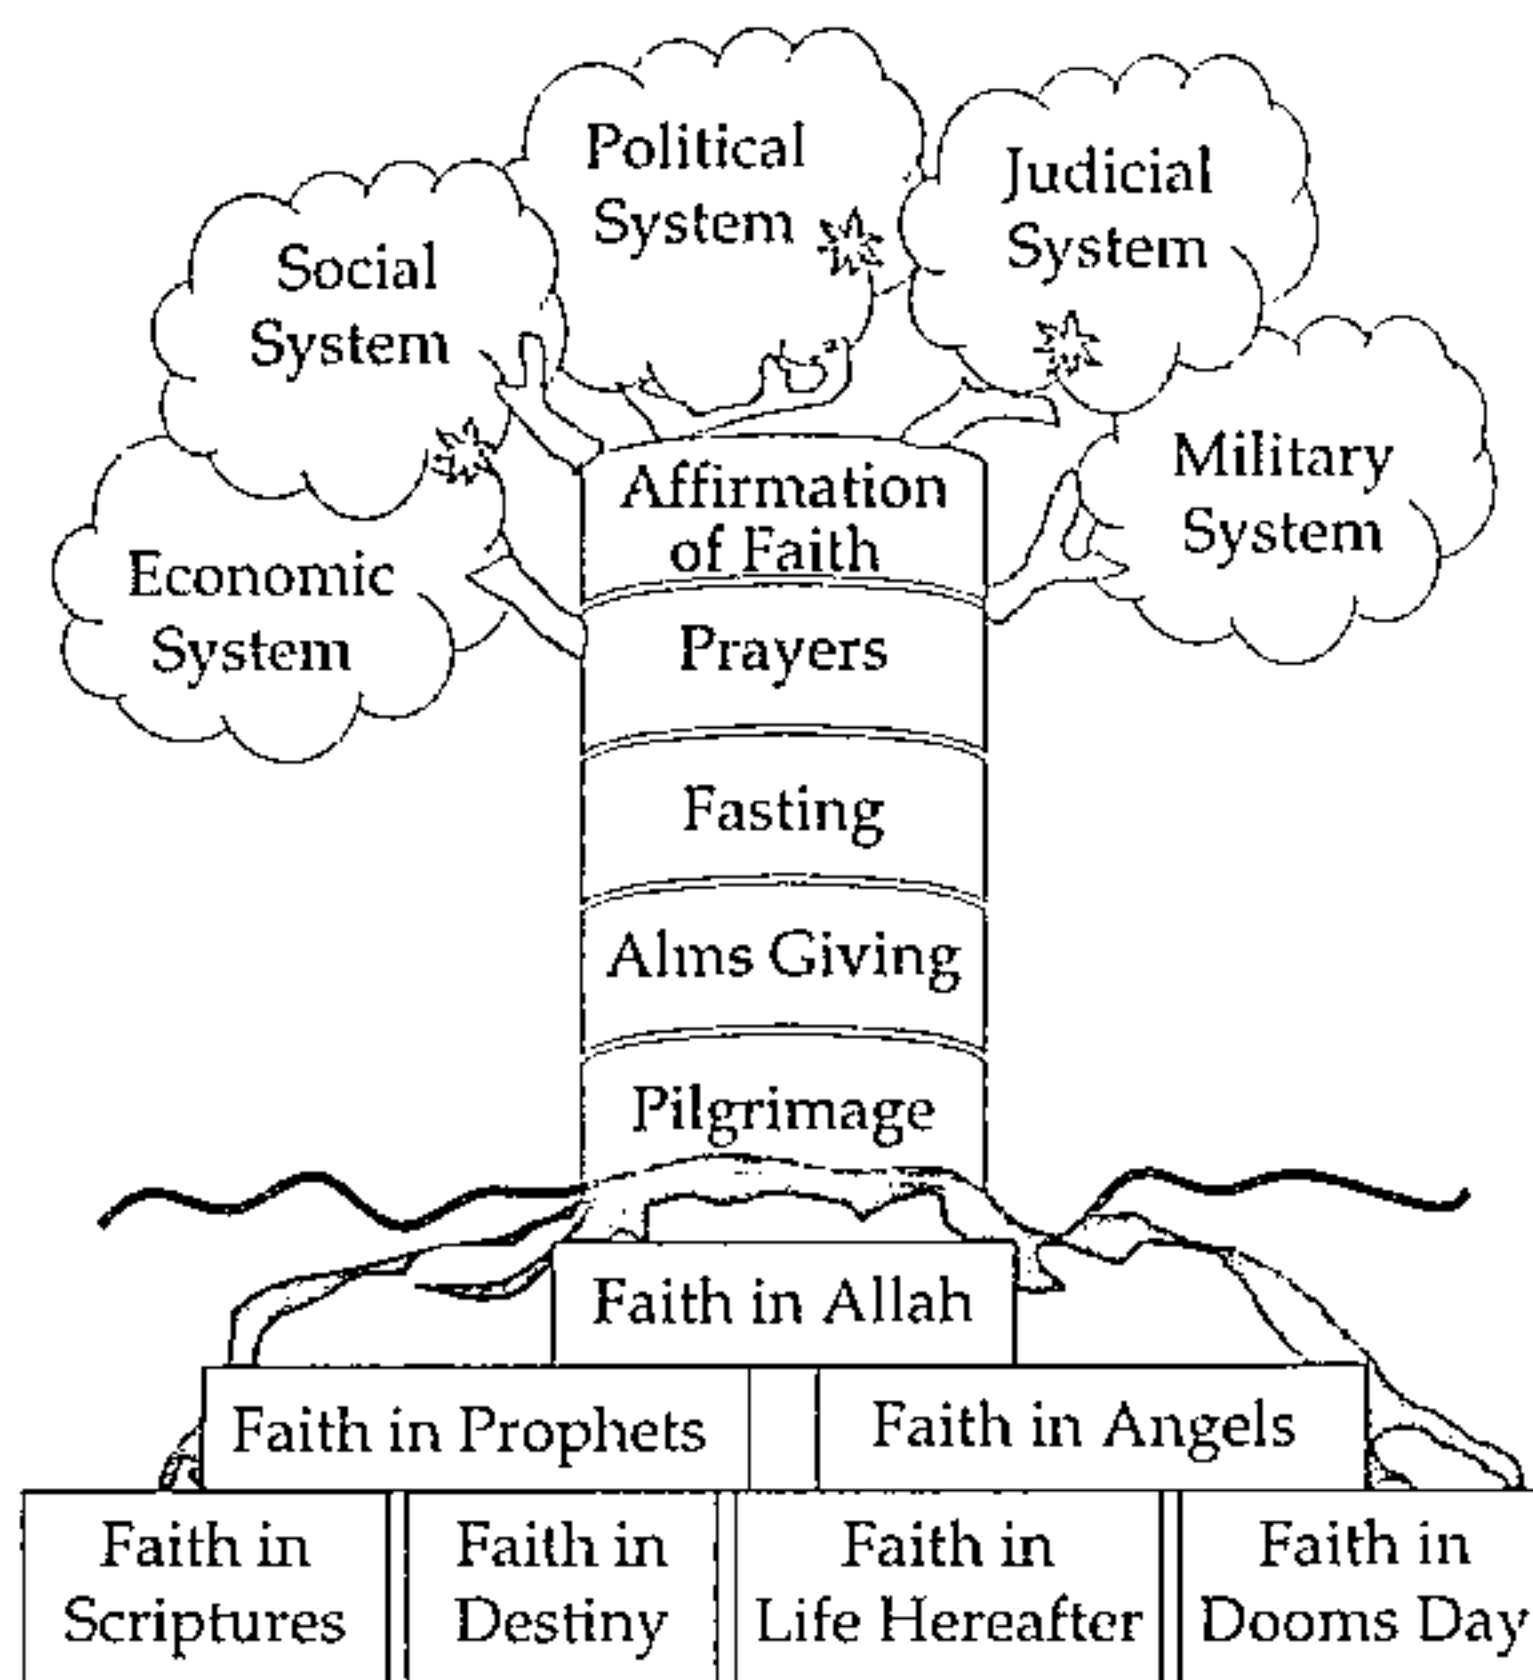 Political
System
Judicial
System
Social
System
Military
System
Economic
System
Affirmation
of Faith
Prayers
Fasting
Alms Giving
Pilgrimage
Faith in Allah
Faith in Prophets
Faith in Angels
Faith in
Scriptures
Faith in
Destiny
Faith in
Life Hereafter
Faith in
Dooms Day